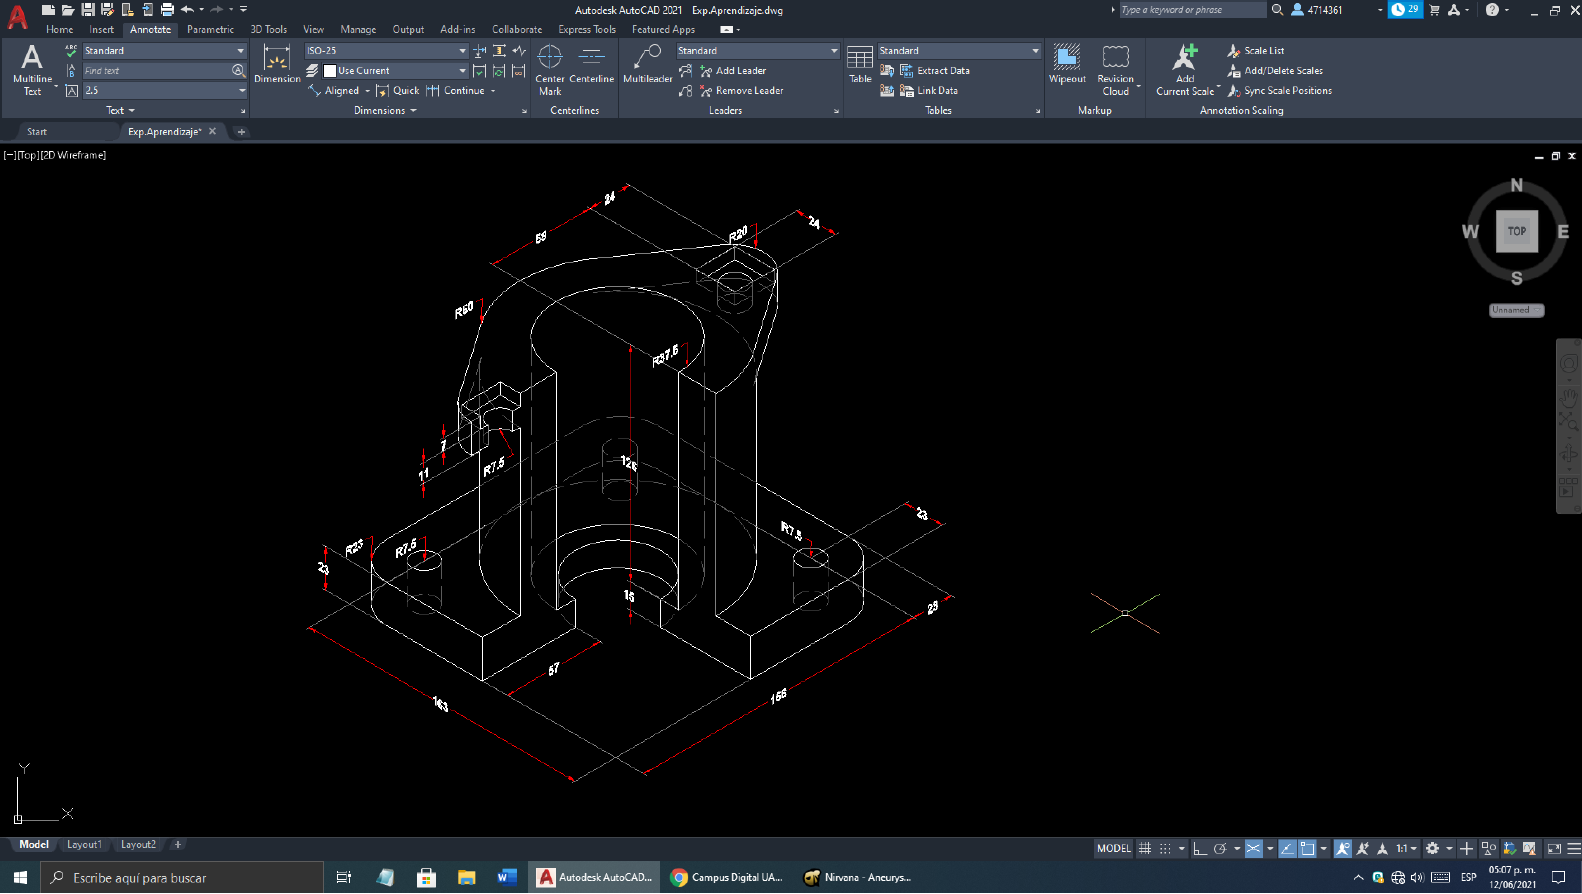 Autodesk AutoCAD 2021 Exp.Aprendizaje.dwg
Type a keyword or phrase
4714361
29
Home Insert Annotate Parametric 3D Tools View Manage Output Add-ins Collaborate Express Tools Featured Apps
Multiline Text
ABC
Standard
Find text
2.5
Text
Dimension
ISO-25
Use Current
Aligned
Quick
Continue
Dimensions
Center Mark
Centerline
Centerlines
Multileader
Standard
Add Leader
Remove Leader
Leaders
Table
Standard
Extract Data
Link Data
Tables
Wipeout
Revision Cloud
Markup
Add Current Scale
Scale List
Add/Delete Scales
Sync Scale Positions
Annotation Scaling
Start
Exp.Aprendizaje*
[−][Top][2D Wireframe]
N
W TOP E
S
Unnamed
24
24
R20
R50
R37.5
7
11
R7.5
126
23
R7.5
R7.5
23
15
163
Y
X
Model Layout1 Layout2
MODEL
1:1
Escribe aquí para buscar
Autodesk AutoCAD...
Campus Digital UA...
Nirvana - Aneurys...
ESP
05:07 p. m.
12/06/2021